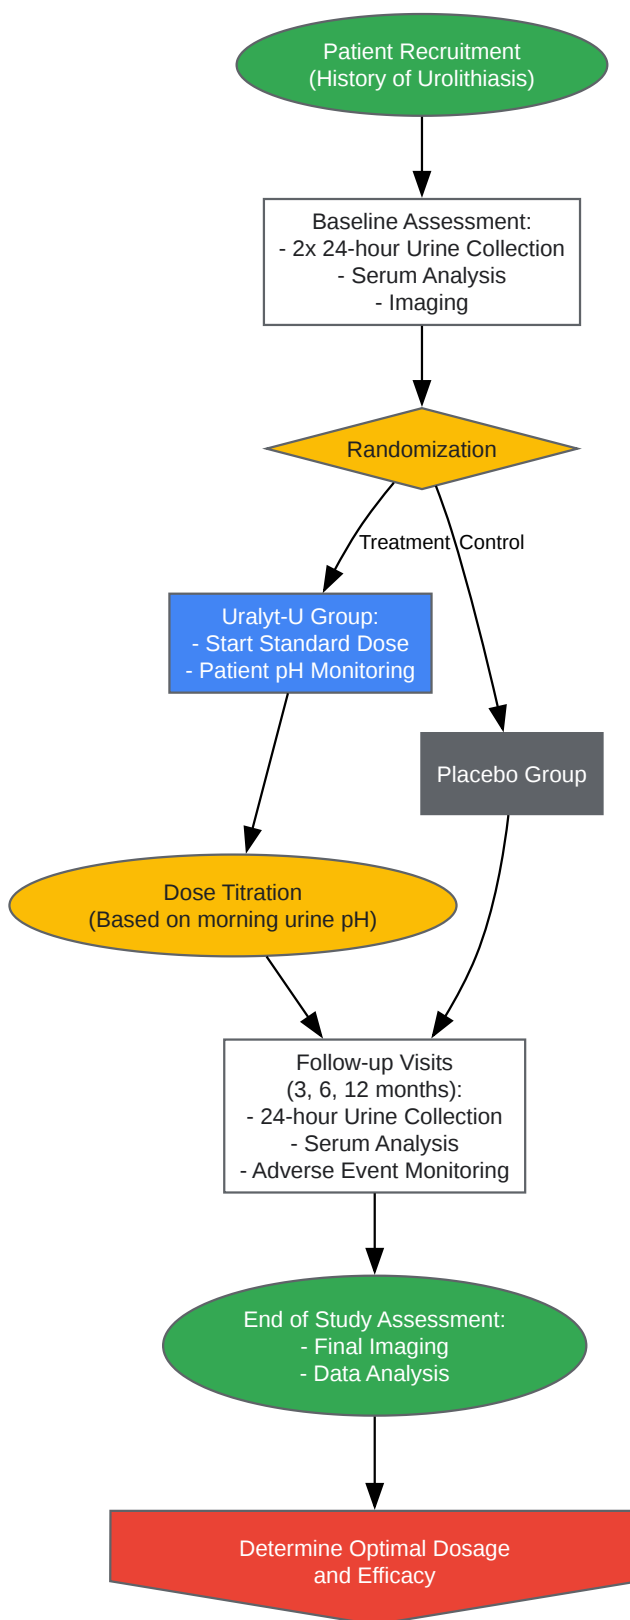 Patient Recruitment
(History of Urolithiasis)
Baseline Assessment:
- 2x 24-hour Urine Collection
- Serum Analysis
- Imaging
Randomization
Treatment
Control
Uralyt-U Group:
- Start Standard Dose
- Patient pH Monitoring
Placebo Group
Dose Titration
(Based on morning urine pH)
Follow-up Visits
(3, 6, 12 months):
- 24-hour Urine Collection
- Serum Analysis
- Adverse Event Monitoring
End of Study Assessment:
- Final Imaging
- Data Analysis
Determine Optimal Dosage
and Efficacy